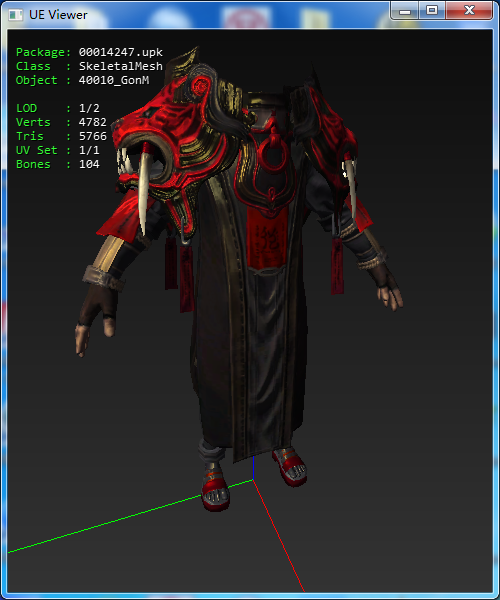 UE Viewer
Package: 00014247.upk
Class : SkeletalMesh
Object : 40010_GonM
LOD : 1/2
Verts : 4782
Tris : 5766
UV Set : 1/1
Bones : 104